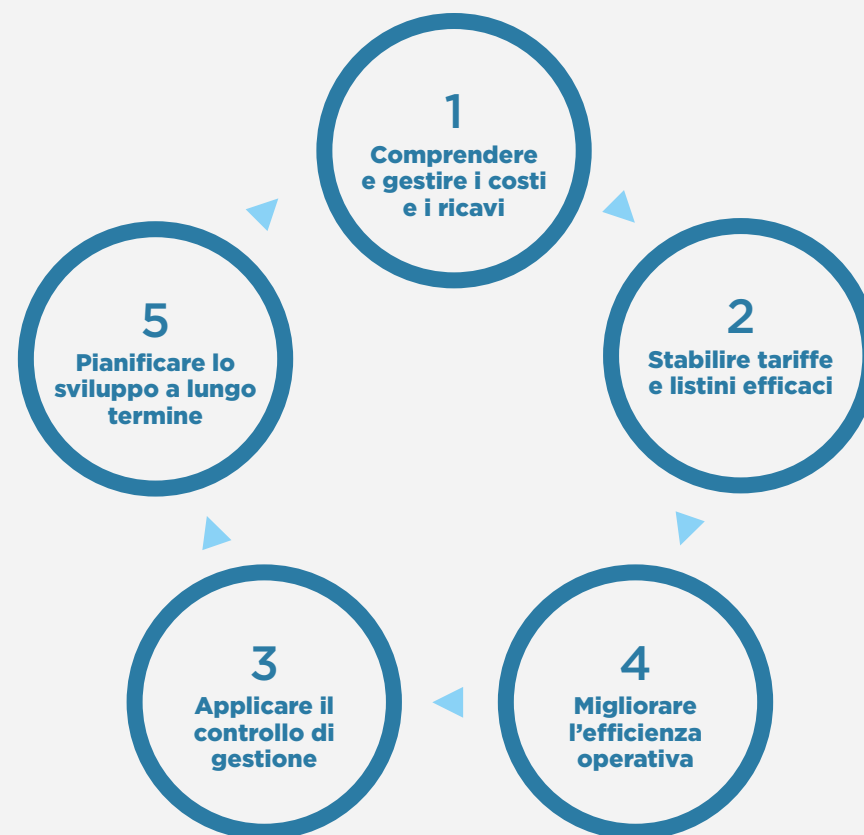 1
Comprendere
e gestire i costi
e i ricavi
2
Stabilire tariffe
e listini efficaci
5
Pianificare lo
sviluppo a lungo
termine
3
Applicare il
controllo di
gestione
4
Migliorare
l’efficienza
operativa